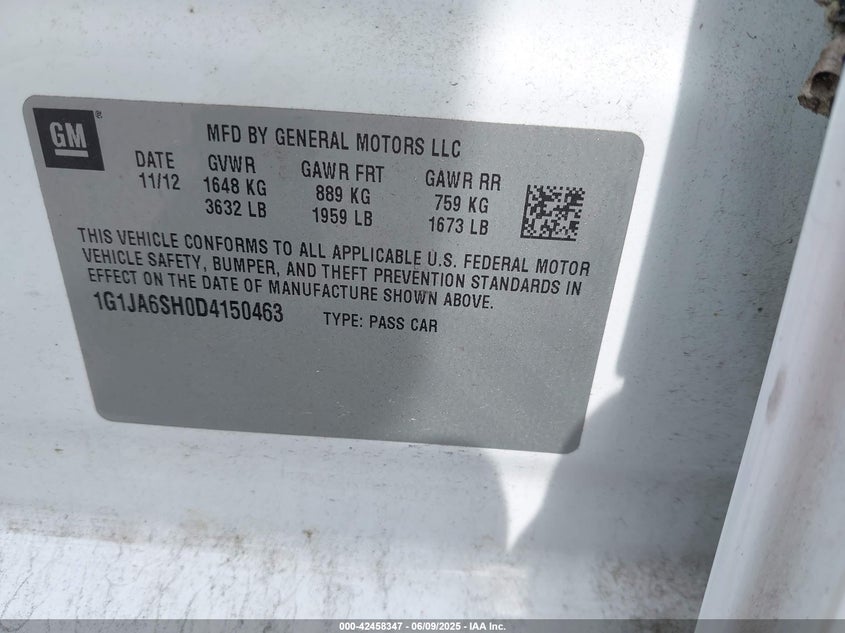 GM ®
MFD BY GENERAL MOTORS LLC
DATE GVWR GAWR FRT GAWR RR
11/12 1648 KG 889 KG 759 KG
3632 LB 1959 LB 1673 LB
THIS VEHICLE CONFORMS TO ALL APPLICABLE U.S. FEDERAL MOTOR
VEHICLE SAFETY, BUMPER, AND THEFT PREVENTION STANDARDS IN
EFFECT ON THE DATE OF MANUFACTURE SHOWN ABOVE.
1G1JA6SH0D4150463 TYPE: PASS CAR
000-42458347 - 06/09/2025 - IAA Inc.